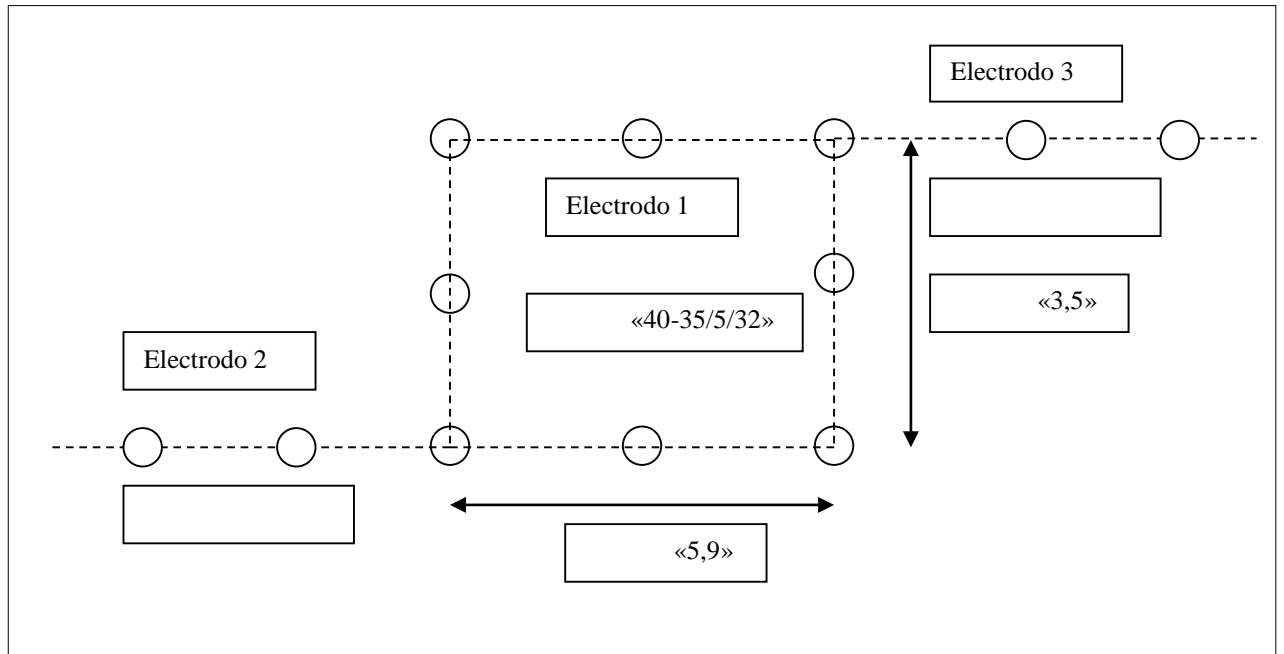 Electrodo 3
Electrodo 1
«40-35/5/32»
«3,5»
Electrodo 2
«5,9»